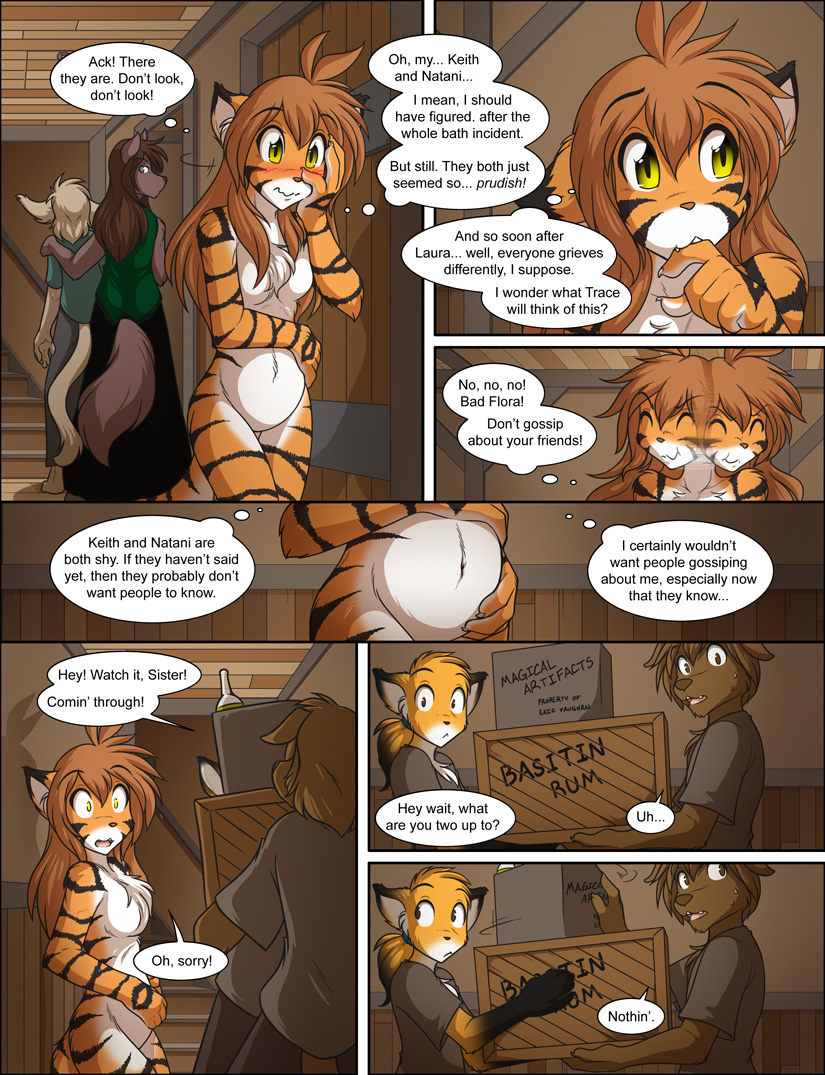 Ack! There
they are. Don't look,
don't look!
Oh, my... Keith
and Natani...
I mean, I should
have figured. after the
whole bath incident.
But still. They both just
seemed so... prudish!
And so soon after
Laura... well, everyone grieves
differently, I suppose.
I wonder what Trace
will think of this?
No, no, no!
Bad Flora!
Don't gossip
about your friends!
Keith and Natani are
both shy. If they haven't said
yet, then they probably don't
want people to know.
I certainly wouldn't
want people gossiping
about me, especially now
that they know...
Hey! Watch it, Sister!
Comin' through!
Oh, sorry!
MAGICAL
ARTIFACTS
PROPERTY OF
ERIC VAUGHAN
BASITIN
RUM
Hey wait, what
are you two up to?
Uh...
MAGICA
AR
BASITIN
RUM
Nothin'.